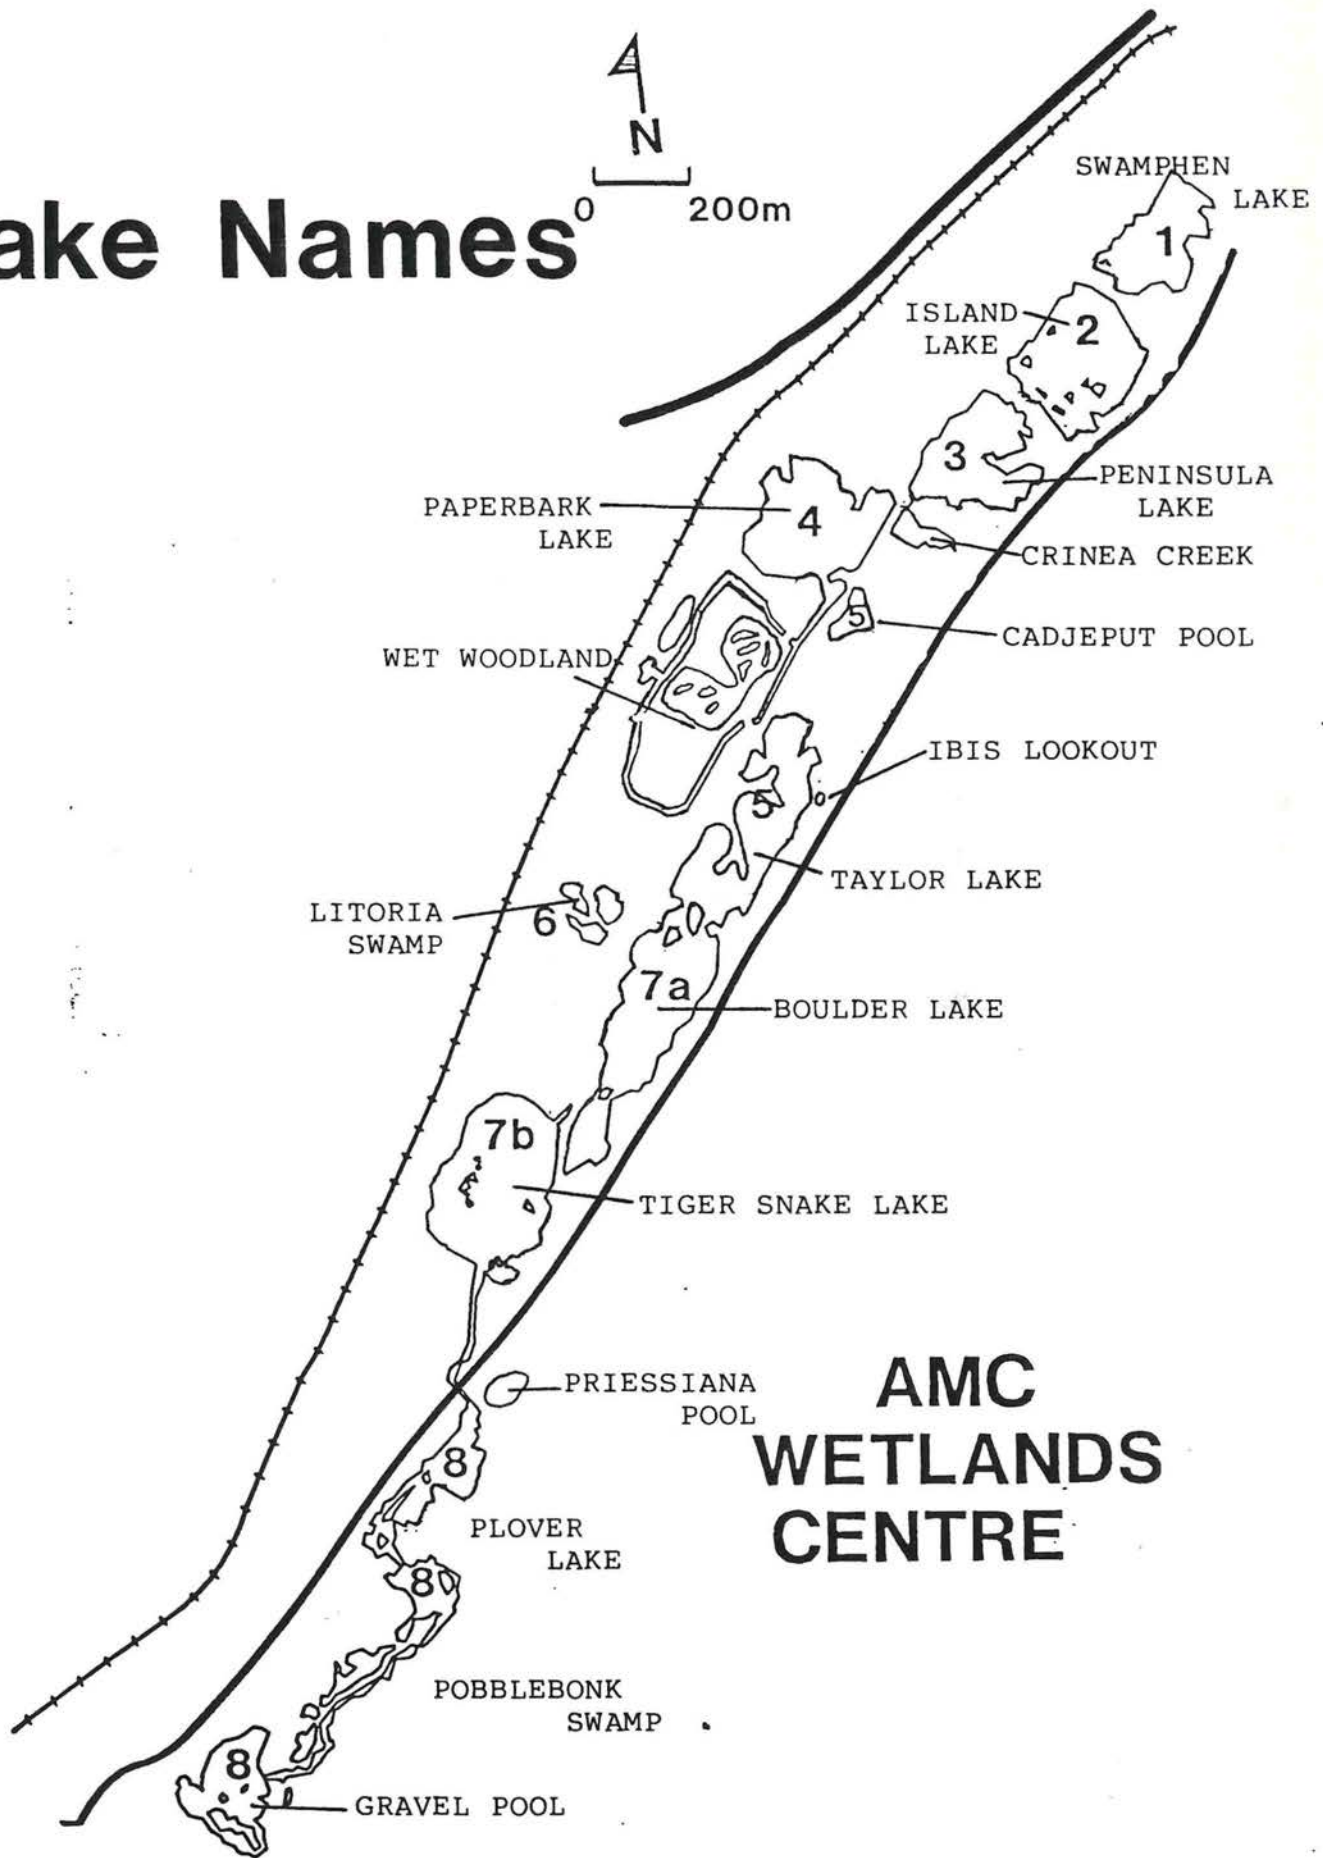 N
0 200m
ake Names
SWAMPHEN
LAKE
1
ISLAND
LAKE
2
3
PENINSULA
LAKE
PAPERBARK
LAKE
4
CRINEA CREEK
5
CADJEPUT POOL
WET WOODLAND
IBIS LOOKOUT
5
TAYLOR LAKE
LITORIA
SWAMP
6
7a
BOULDER LAKE
7b
TIGER SNAKE LAKE
PRIESSIANA
POOL
AMC
WETLANDS
CENTRE
8
PLOVER
LAKE
8
POBBLEBONK
SWAMP
8
GRAVEL POOL